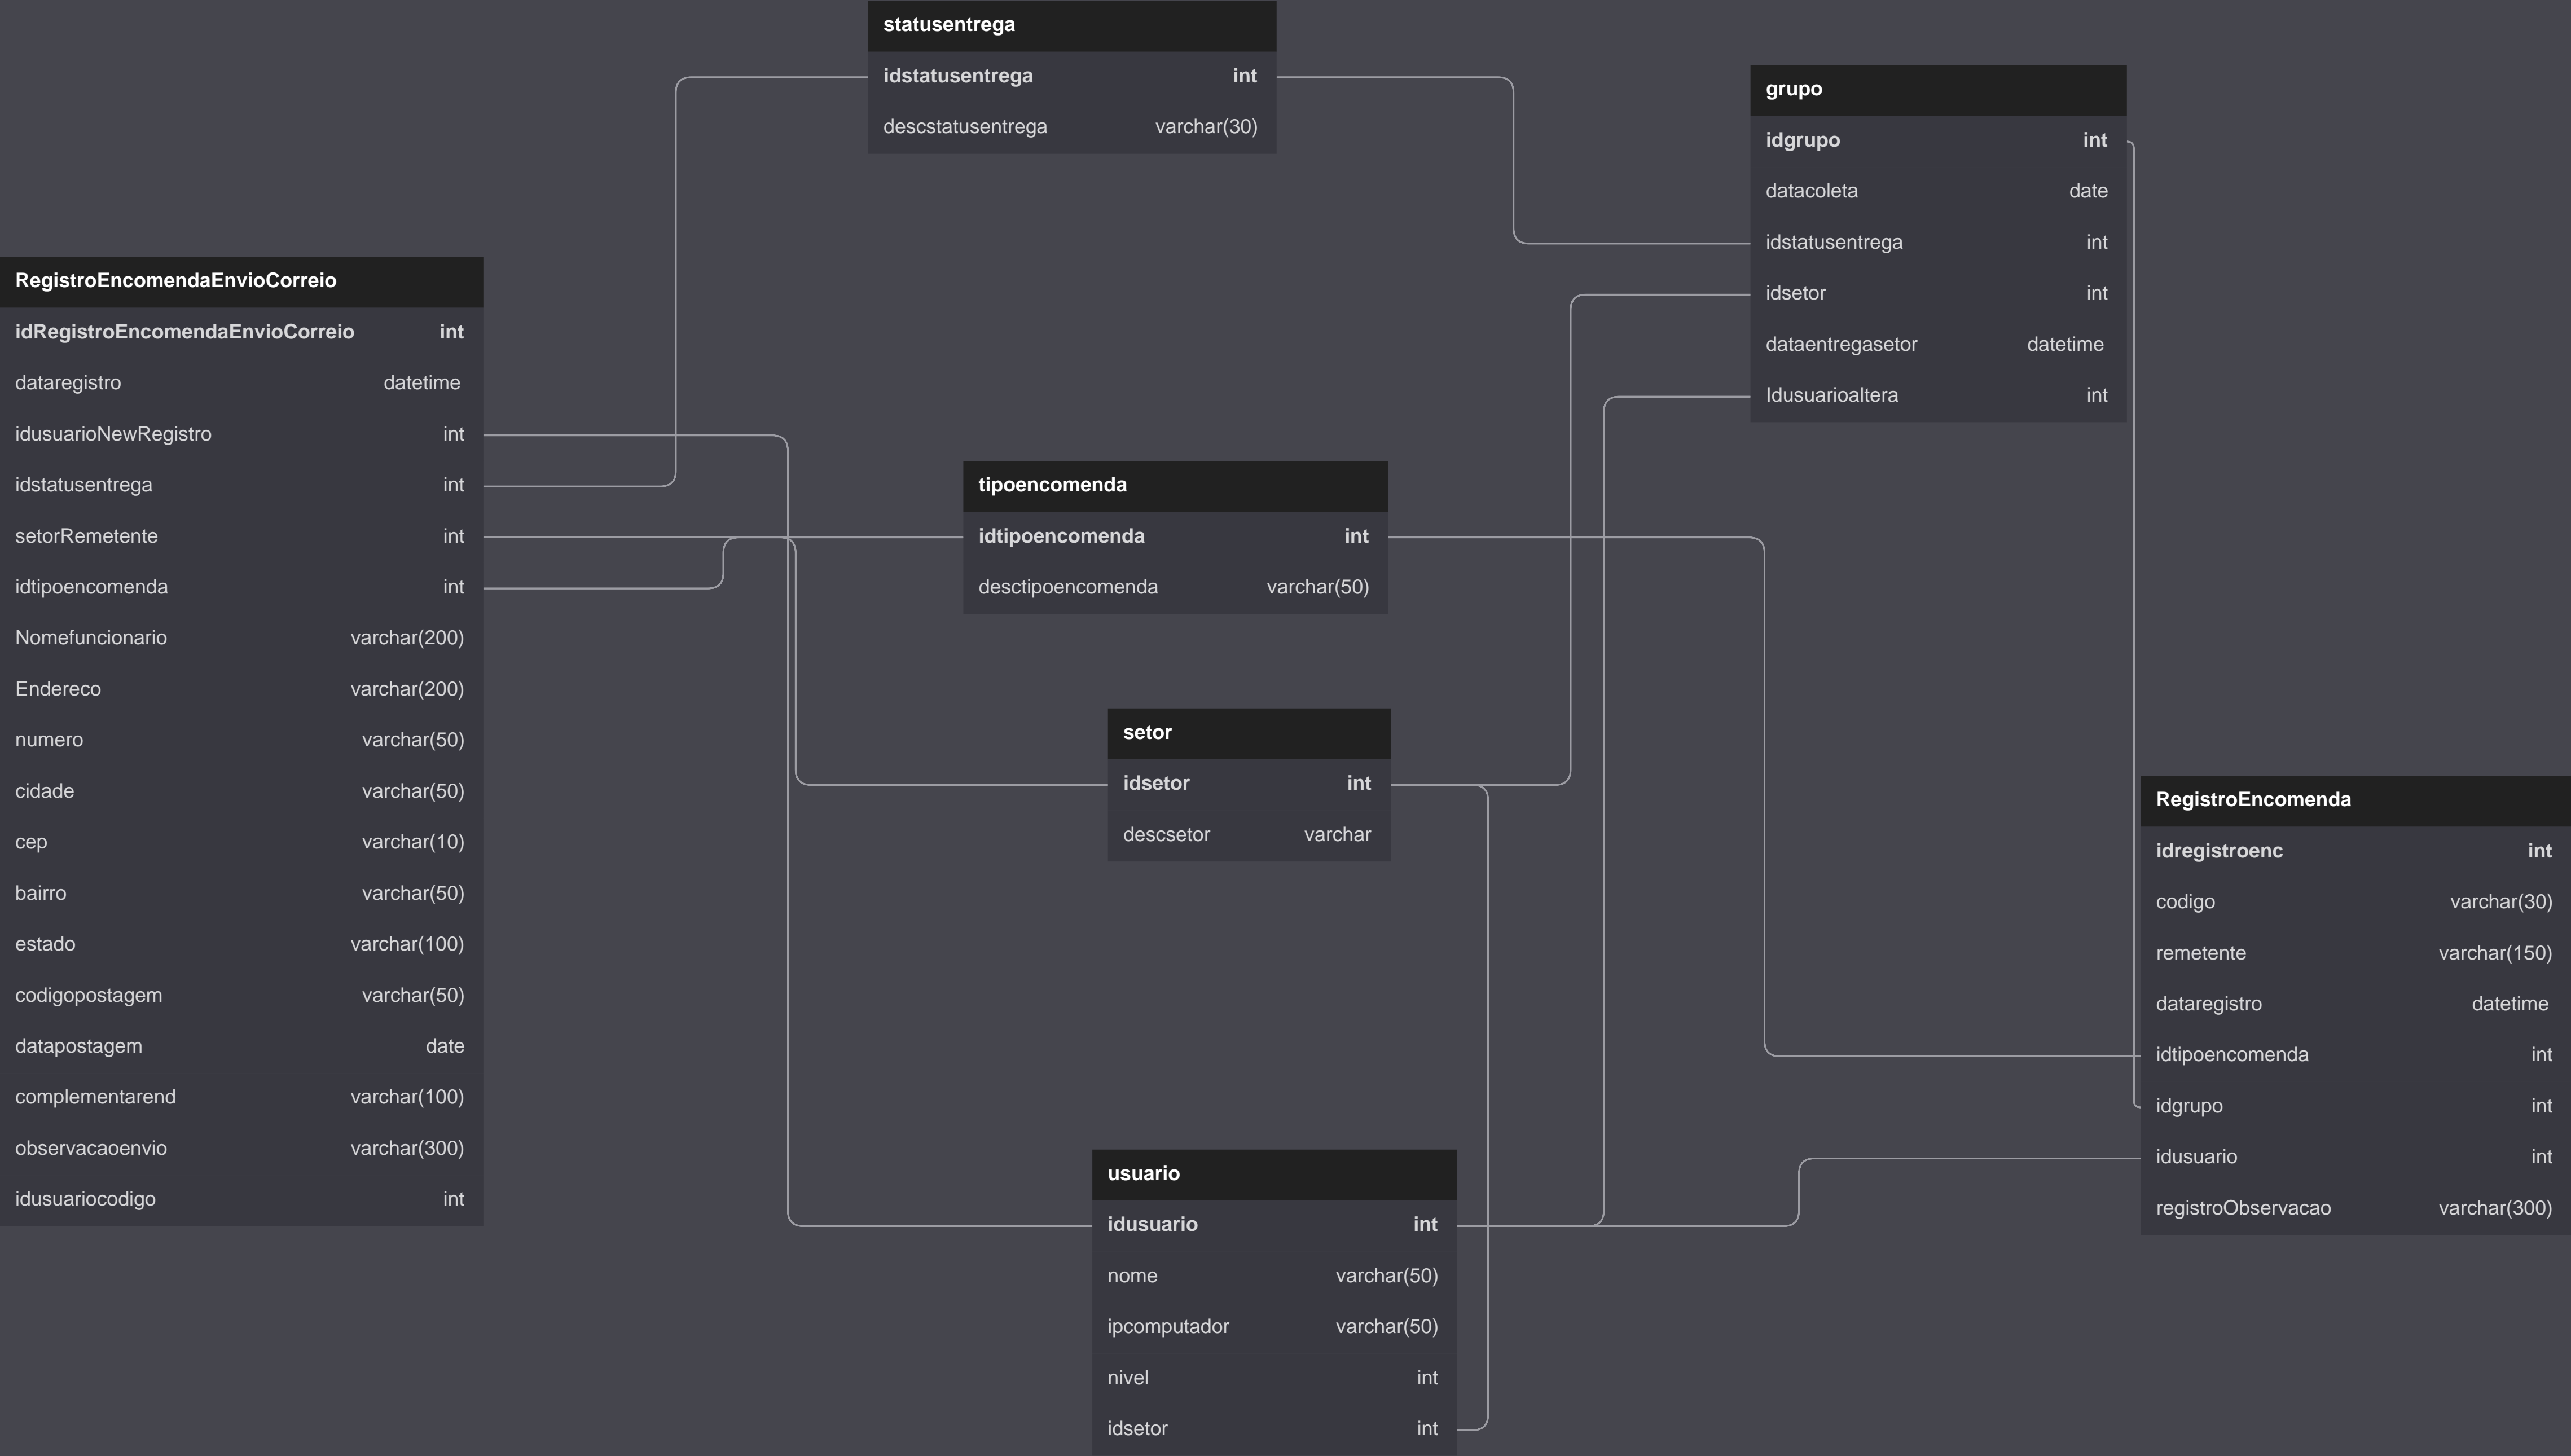 statusentrega
idstatusentrega int
descstatusentrega varchar(30)
grupo
idgrupo int
datacoleta date
idstatusentrega int
idsetor int
dataentregasetor datetime
Idusuarioaltera int
RegistroEncomendaEnvioCorreio
idRegistroEncomendaEnvioCorreio int
dataregistro datetime
idusuarioNewRegistro int
idstatusentrega int
setorRemetente int
idtipoencomenda int
Nomefuncionario varchar(200)
Endereco varchar(200)
numero varchar(50)
cidade varchar(50)
cep varchar(10)
bairro varchar(50)
estado varchar(100)
codigopostagem varchar(50)
datapostagem date
complementarend varchar(100)
observacaoenvio varchar(300)
idusuariocodigo int
tipoencomenda
idtipoencomenda int
desctipoencomenda varchar(50)
setor
idsetor int
descsetor varchar
RegistroEncomenda
idregistroenc int
codigo varchar(30)
remetente varchar(150)
dataregistro datetime
idtipoencomenda int
idgrupo int
idusuario int
registroObservacao varchar(300)
usuario
idusuario int
nome varchar(50)
ipcomputador varchar(50)
nivel int
idsetor int